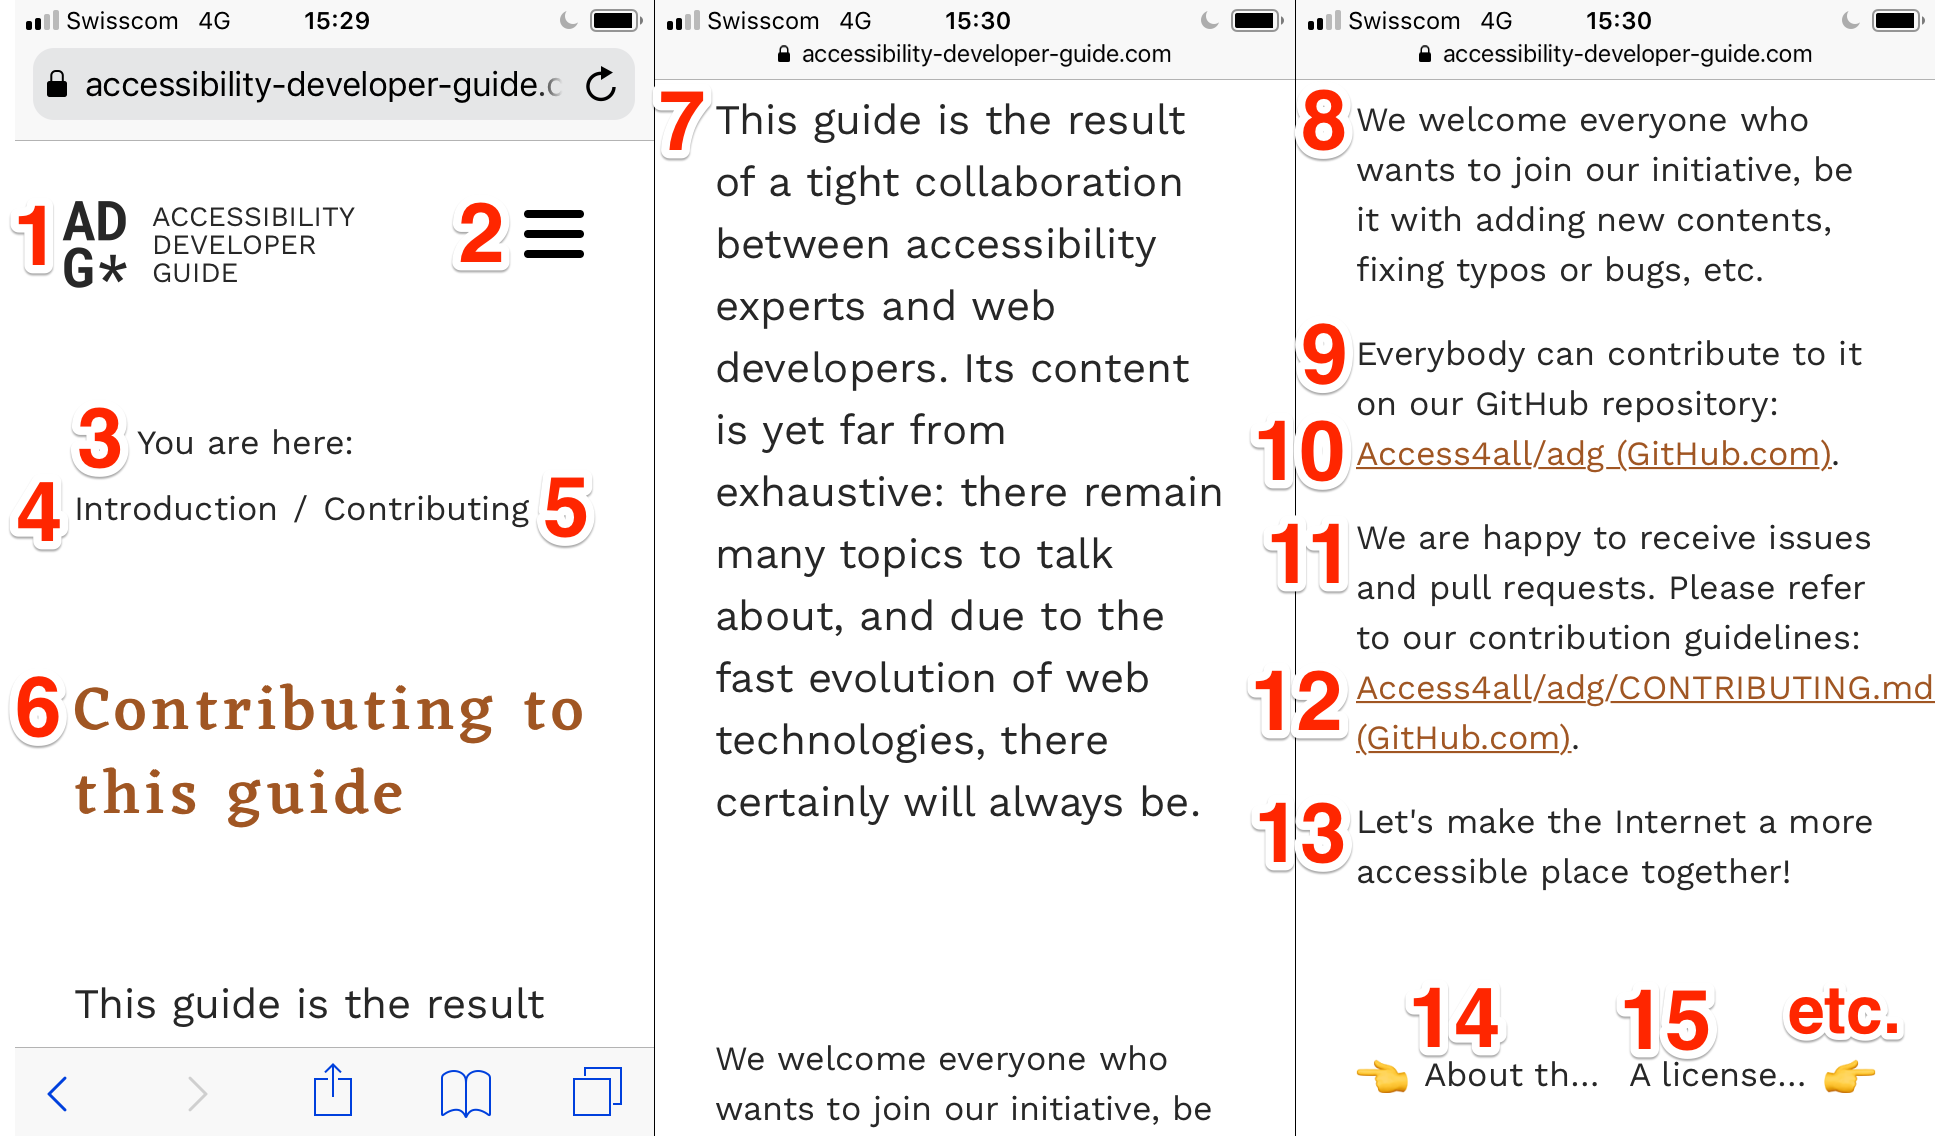 Swisscom 4G 15:29
accessibility-developer-guide.c
1
AD
G*
ACCESSIBILITY
DEVELOPER
GUIDE
2
3 You are here:
4 Introduction / Contributing 5
6 Contributing to
this guide
This guide is the result
Swisscom 4G 15:30
accessibility-developer-guide.com
7 This guide is the result
of a tight collaboration
between accessibility
experts and web
developers. Its content
is yet far from
exhaustive: there remain
many topics to talk
about, and due to the
fast evolution of web
technologies, there
certainly will always be.
We welcome everyone who
wants to join our initiative, be
Swisscom 4G 15:30
accessibility-developer-guide.com
8 We welcome everyone who
wants to join our initiative, be
it with adding new contents,
fixing typos or bugs, etc.
9 Everybody can contribute to it
on our GitHub repository:
10 Access4all/adg (GitHub.com).
11 We are happy to receive issues
and pull requests. Please refer
to our contribution guidelines:
12 Access4all/adg/CONTRIBUTING.md
(GitHub.com).
13 Let's make the Internet a more
accessible place together!
14 15 etc.
👈 About th... A license... 👉